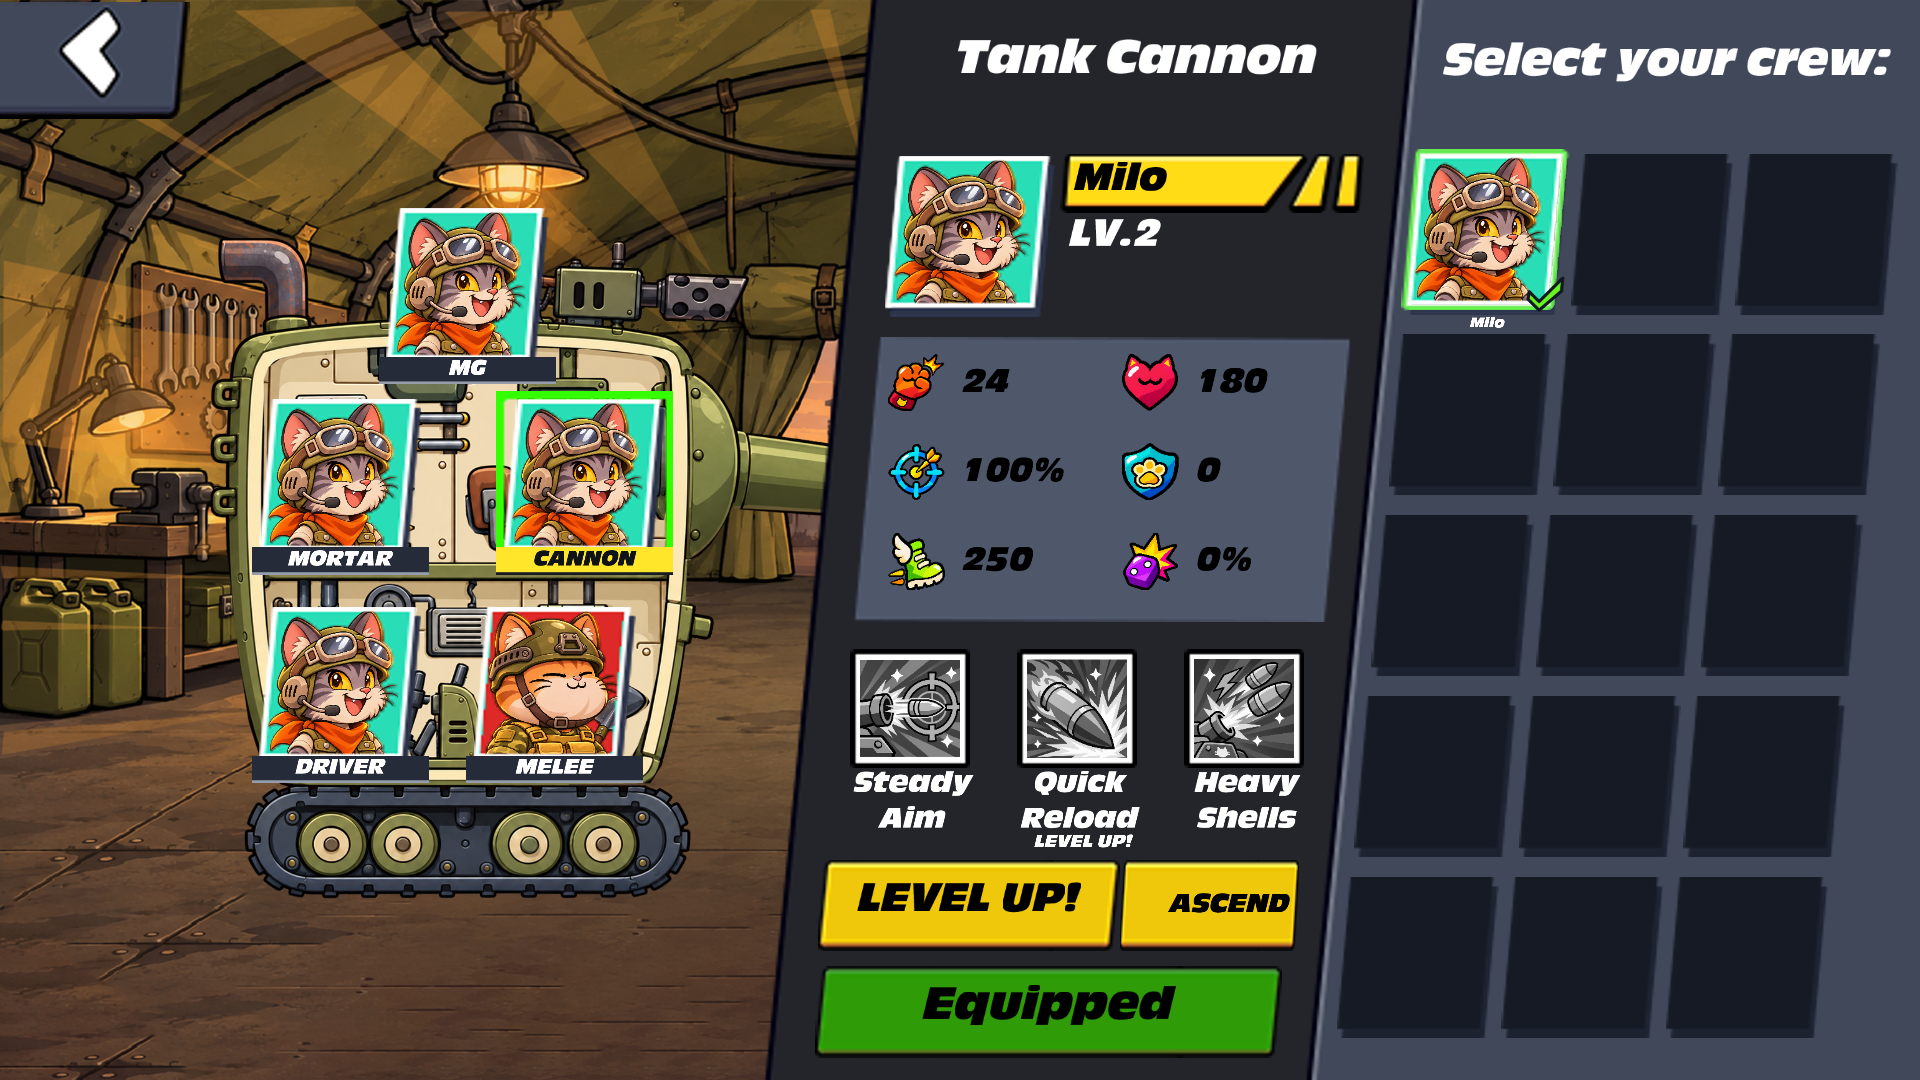 Tank Cannon
Select your crew:
Milo
LV.2
Milo
MG
24
180
100%
0
250
0%
MORTAR
CANNON
DRIVER
MELEE
Steady
Aim
Quick
Reload
LEVEL UP!
Heavy
Shells
LEVEL UP!
ASCEND
Equipped